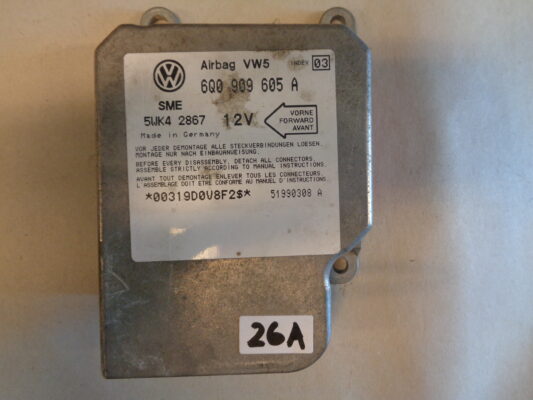 Airbag VW5 INDEX 03
6Q0 909 605 A
SME
5WK4 2867 12V
VORNE
FORWARD
AVANT
Made in Germany
VOR JEDER DEMONTAGE ALLE STECKVERBINDUNGEN LOESEN.
MONTAGE NUR NACH EINBAUANWEISUNG.
BEFORE EVERY DISASSEMBLY, DETACH ALL CONNECTORS.
ASSEMBLE STRICTLY ACCORDING TO MANUAL INSTRUCTIONS.
AVANT TOUT DEMONTAGE ENLEVER TOUS LES CONNECTEURS.
L'ASSEMBLAGE DOIT ETRE CONFORME AU MANUEL D'INSTRUCTIONS
*00319D0V8F2$* 51990308 A
26A